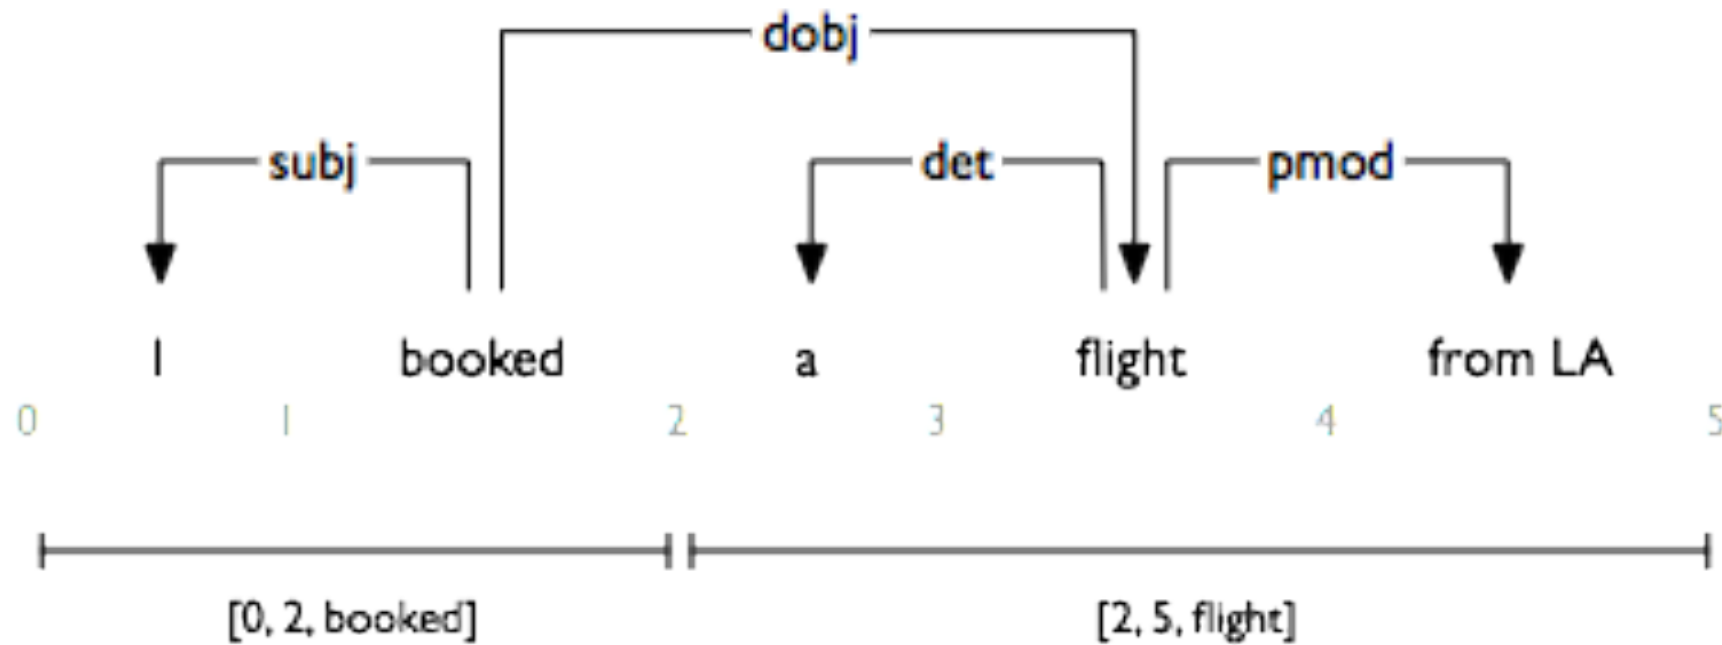 dobj
subj det pmod
I booked a flight from LA
0 1 2 3 4 5
[0, 2, booked] [2, 5, flight]